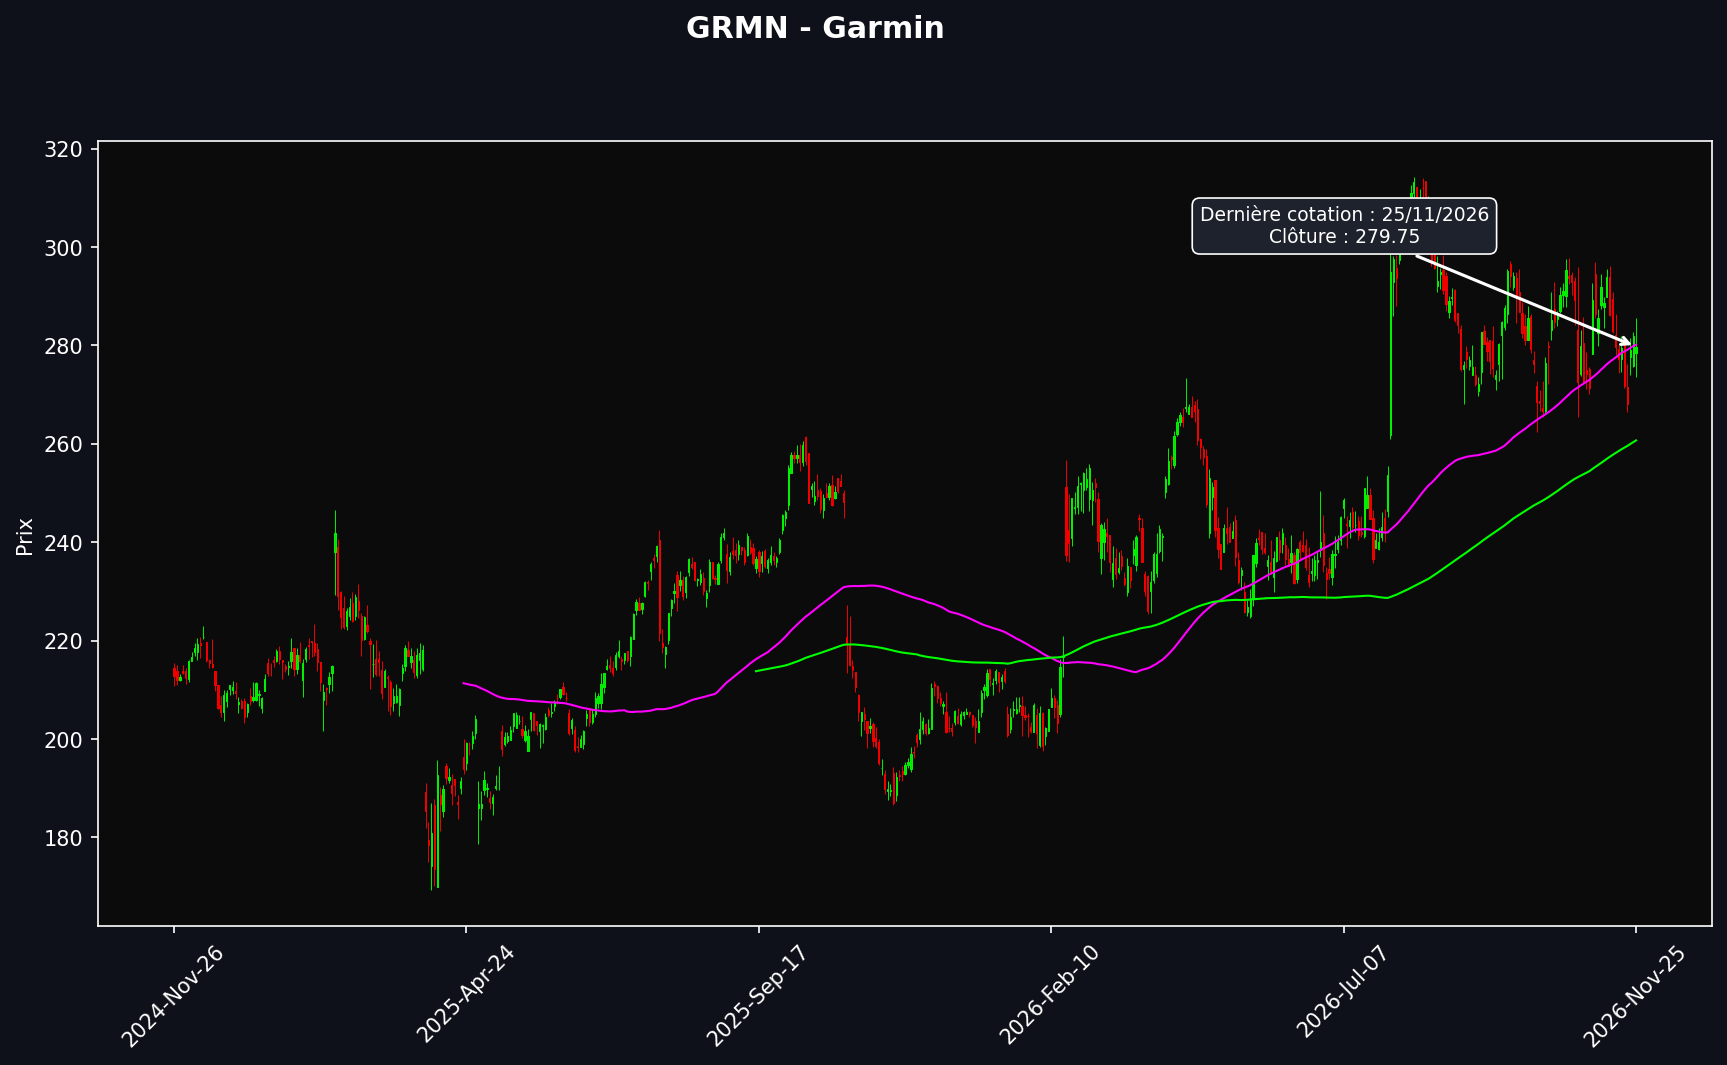 GRMN - Garmin
320
300
280
260
240
220
200
180
Prix
Dernière cotation : 25/11/2026
Clôture : 279.75
2024-Nov-26
2025-Apr-24
2025-Sep-17
2026-Feb-10
2026-Jul-07
2026-Nov-25